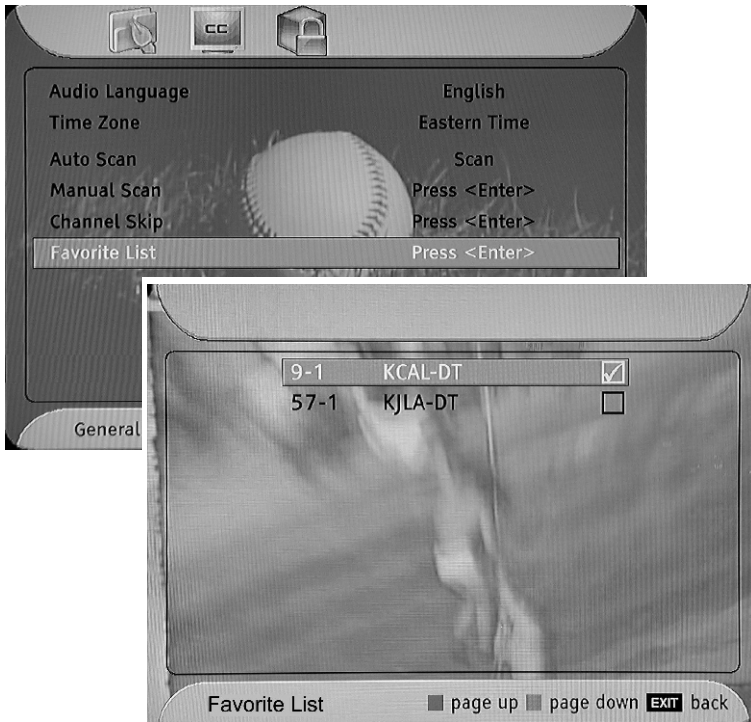 CC
Audio Language English
Time Zone Eastern Time
Auto Scan Scan
Manual Scan Press <Enter>
Channel Skip Press <Enter>
Favorite List Press <Enter>
General
9-1 KCAL-DT
57-1 KJLA-DT
Favorite List page up page down EXIT back